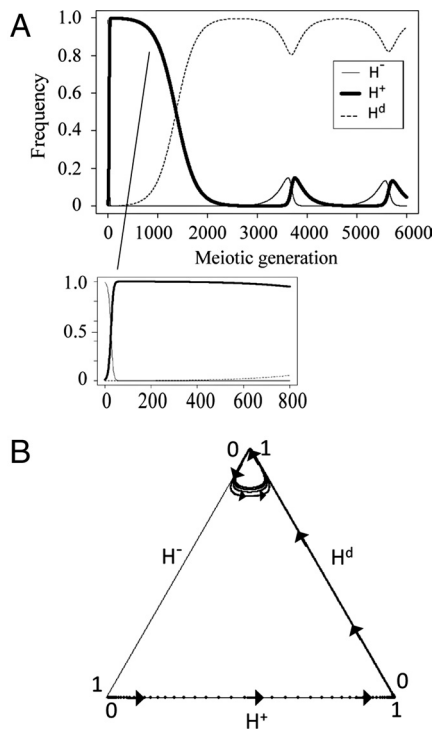 A
1.0
0.8
0.6
0.4
0.2
0
Frequency
H⁻
H⁺
Hᵈ
0 1000 2000 3000 4000 5000 6000
Meiotic generation
1.0
0.5
0
0 200 400 600 800
B
0 1
H⁻
Hᵈ
1 0
0 1
H⁺